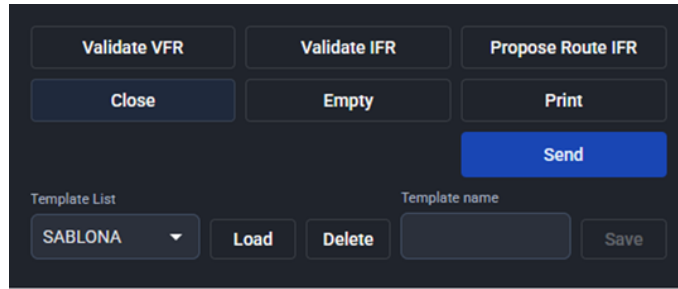 Validate VFR Validate IFR Propose Route IFR
Close Empty Print
Send
Template List Template name
SABLONA Load Delete Save